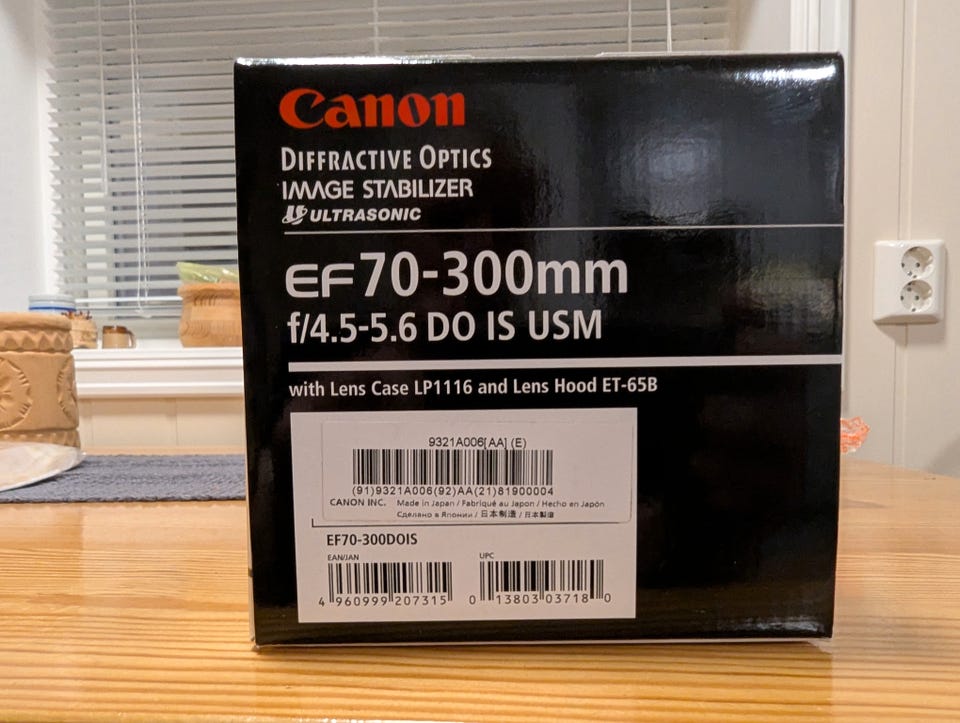 Canon
DIFFRACTIVE OPTICS
IMAGE STABILIZER
ULTRASONIC
EF70-300mm
f/4.5-5.6 DO IS USM
with Lens Case LP1116 and Lens Hood ET-65B
9321A006[AA] (E)
(91)9321A006(92)AA(21)81900004
CANON INC. Made in Japan / Fabriqué au Japon / Hecho en Japón
Сделано в Японии / 日本制造 / 日本製造
EF70-300DOIS
EAN/JAN UPC
4 960999 207315 0 13803 03718 0